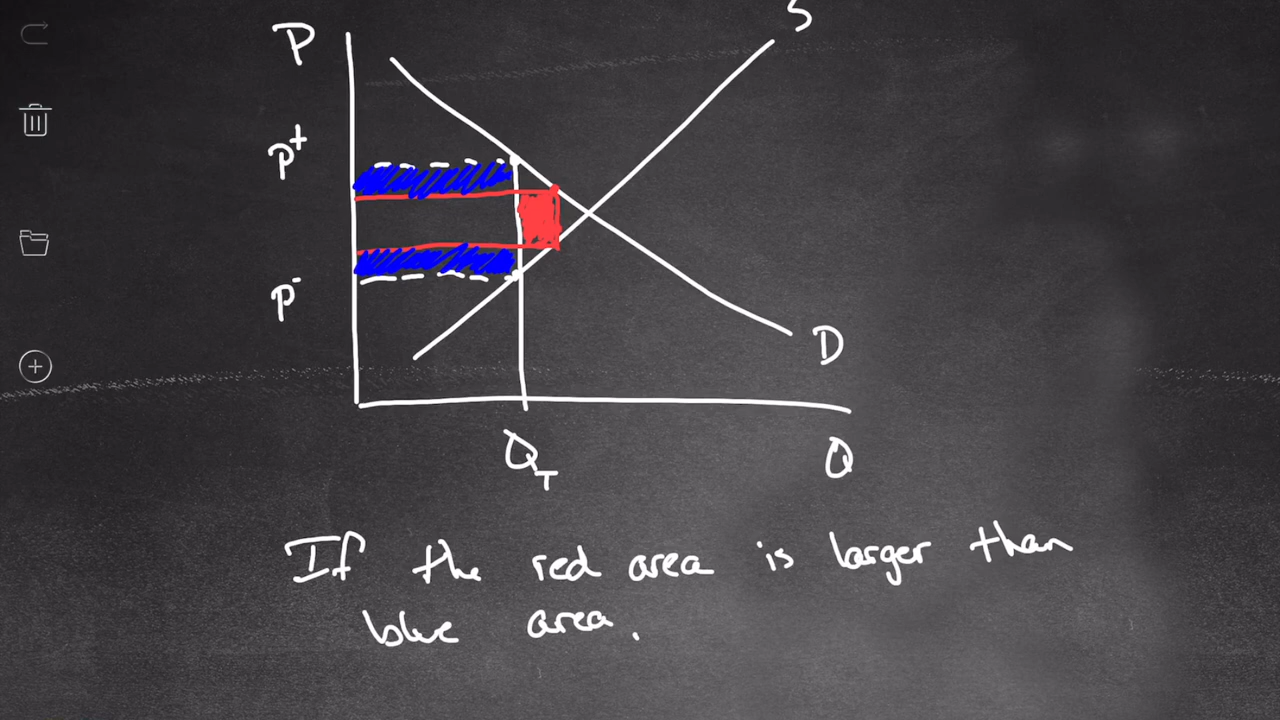 S
P
P+
P-
D
QT
Q
If the red area is larger than
blue area.